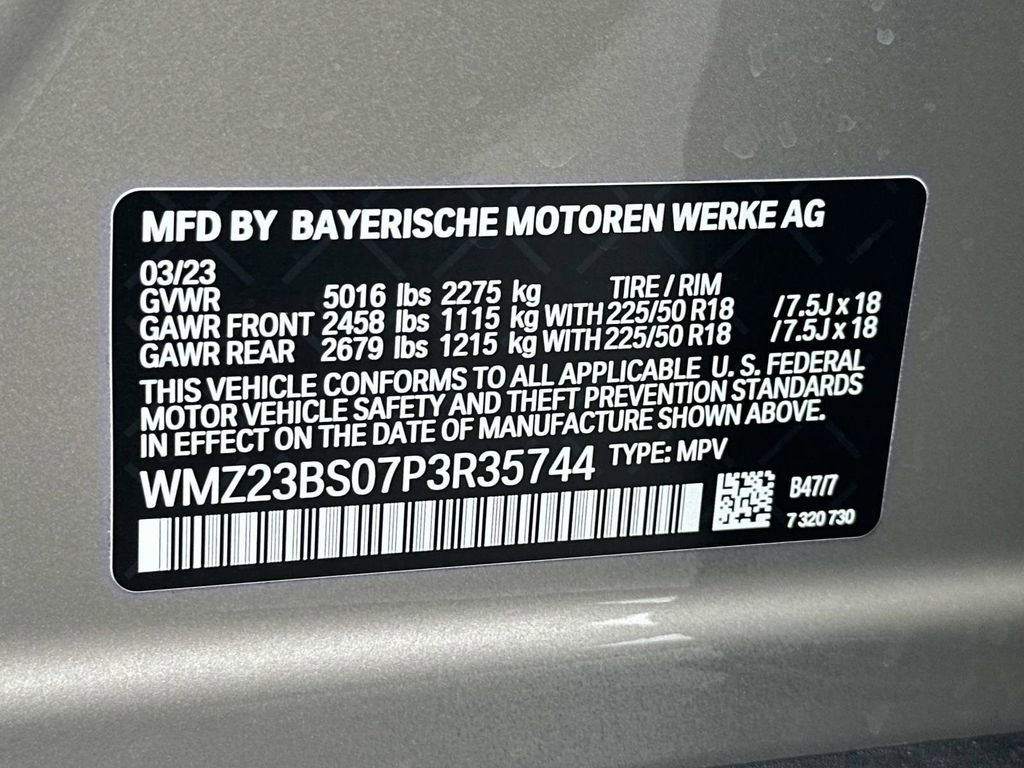 MFD BY BAYERISCHE MOTOREN WERKE AG
03/23
GVWR 5016 lbs 2275 kg TIRE / RIM
GAWR FRONT 2458 lbs 1115 kg WITH 225/50 R18 /7.5J x 18
GAWR REAR 2679 lbs 1215 kg WITH 225/50 R18 /7.5J x 18
THIS VEHICLE CONFORMS TO ALL APPLICABLE U. S. FEDERAL
MOTOR VEHICLE SAFETY AND THEFT PREVENTION STANDARDS
IN EFFECT ON THE DATE OF MANUFACTURE SHOWN ABOVE.
WMZ23BS07P3R35744 TYPE: MPV
B47/7
7 320 730